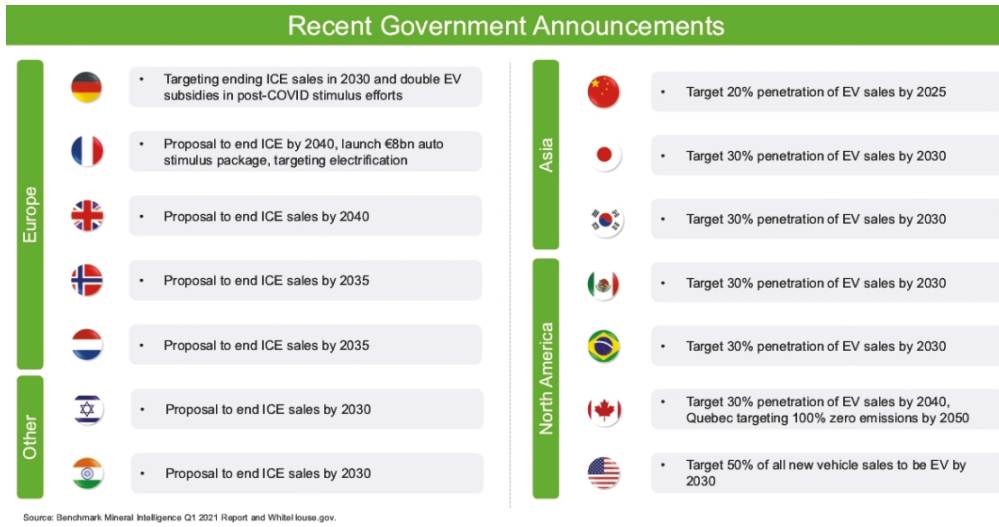 Recent Government Announcements
Europe
• Targeting ending ICE sales in 2030 and double EV
subsidies in post-COVID stimulus efforts
• Proposal to end ICE by 2040, launch €8bn auto
stimulus package, targeting electrification
• Proposal to end ICE sales by 2040
• Proposal to end ICE sales by 2035
• Proposal to end ICE sales by 2035
Other
• Proposal to end ICE sales by 2030
• Proposal to end ICE sales by 2030
Asia
• Target 20% penetration of EV sales by 2025
• Target 30% penetration of EV sales by 2030
• Target 30% penetration of EV sales by 2030
North America
• Target 30% penetration of EV sales by 2030
• Target 30% penetration of EV sales by 2030
• Target 30% penetration of EV sales by 2040,
Quebec targeting 100% zero emissions by 2050
• Target 50% of all new vehicle sales to be EV by
2030
Source: Benchmark Mineral Intelligence Q1 2021 Report and WhiteHouse.gov.